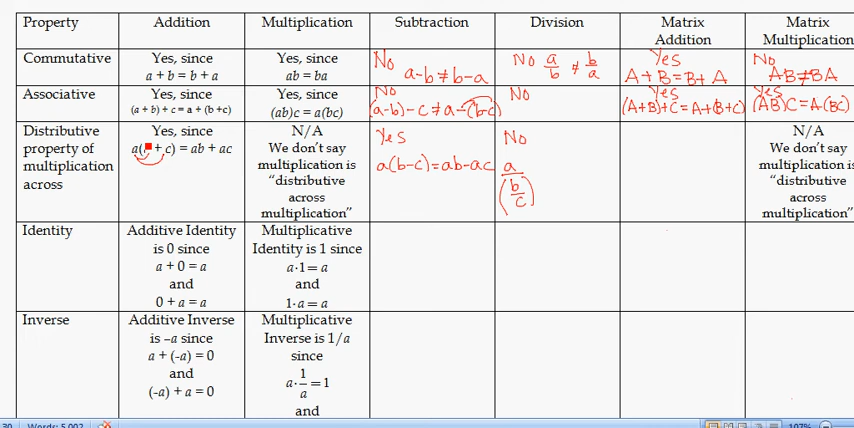 Property
Addition
Multiplication
Subtraction
Division
Matrix
Addition
Matrix
Multiplication
Commutative
Yes, since
a + b = b + a
Yes, since
ab = ba
No
a-b ≠ b-a
No a/b ≠ b/a
Yes
A + B = B + A
No
AB ≠ BA
Associative
Yes, since
(a + b) + c = a + (b+c)
Yes, since
(ab)c = a(bc)
No
(a-b)-c ≠ a-(b-c)
No
Yes
(A+B)+C = A+(B+C)
Yes
(AB)C = A(BC)
Distributive
property of
multiplication
across
Yes, since
+ c) = ab + ac
N/A
We don't say
multiplication is
"distributive
across
multiplication"
Yes
a(b-c) = ab-ac
No
a
(b/c)
N/A
We don't say
multiplication is
"distributive
across
multiplication"
Identity
Additive Identity
is 0 since
a + 0 = a
and
0 + a = a
Multiplicative
Identity is 1 since
a·1 = a
and
1·a = a
Inverse
Additive Inverse
is –a since
a + (-a) = 0
and
(-a) + a = 0
Multiplicative
Inverse is 1/a
since
a·1/a = 1
and
30 Words: 5,002 107%